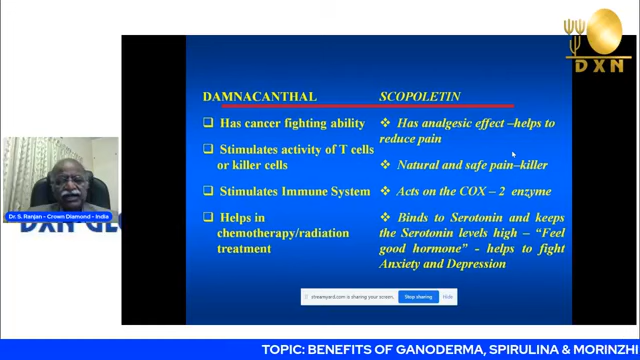 DXN
DAMNACANTHAL
Has cancer fighting ability
Stimulates activity of T cells
or killer cells
Stimulates Immune System
Helps in
chemotherapy/radiation
treatment
SCOPOLETIN
Has analgesic effect –helps to
reduce pain
Natural and safe pain–killer
Acts on the COX – 2 enzyme
Binds to Serotonin and keeps
the Serotonin levels high – “Feel
good hormone” - helps to fight
Anxiety and Depression
Dr. S. Ranjan - Crown Diamond - India
DXN
streamyard.com is sharing your screen.
Stop sharing
Hide
TOPIC: BENEFITS OF GANODERMA, SPIRULINA & MORINZHI